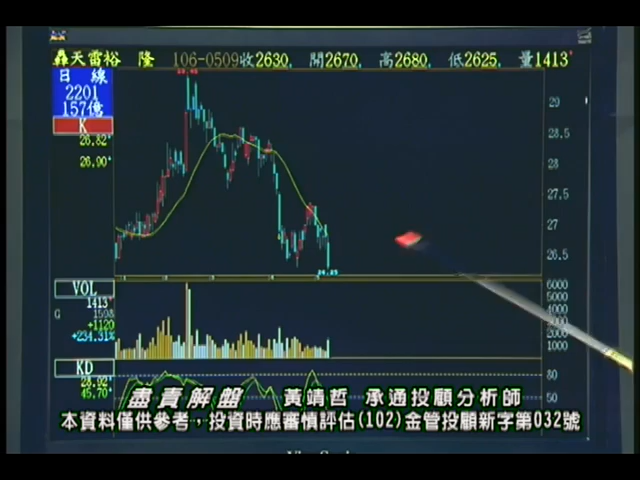 轟天雷裕 隆 106-0509收2630. 開2670. 高2680. 低2625. 量1413
日 線
2201
157億
K
26.82
26.90
29
28.5
28
27.5
27
26.5
VOL
1413
G 1598
+1120
+234.31%
6000
5000
4000
3000
2000
1000
KD
45.70
80
50
盡責解盤 黃靖哲 承通投顧分析師
本資料僅供參考，投資時應審慎評估(102)金管投顧新字第032號